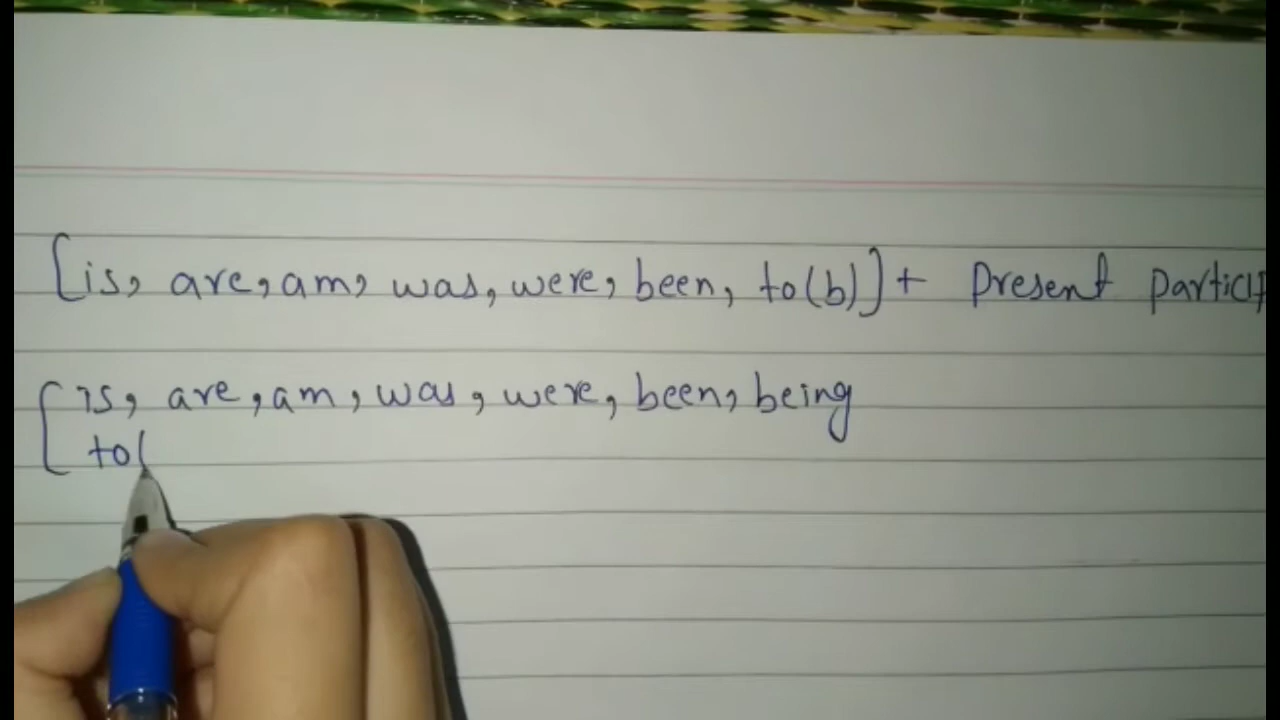 [is, are, am, was, were, been, to(b)] + Present particip
[is, are, am, was, were, been, being
to(